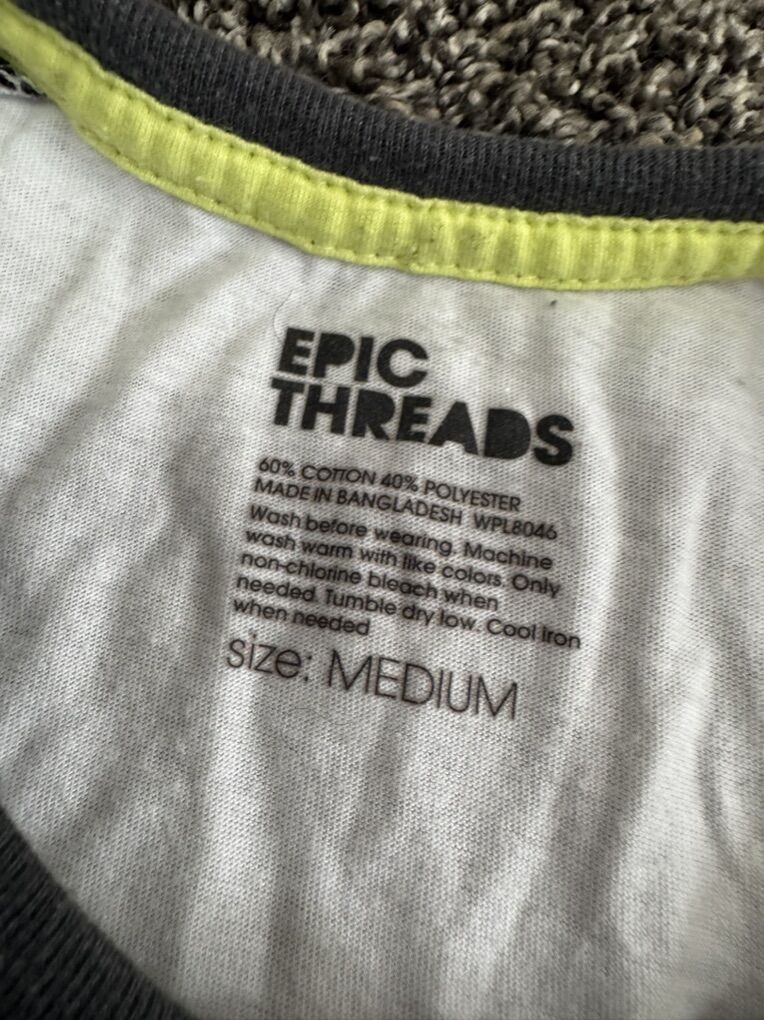 EPIC
THREADS
60% COTTON 40% POLYESTER
MADE IN BANGLADESH WPL8046
Wash before wearing. Machine
wash warm with like colors. Only
non-chlorine bleach when
needed. Tumble dry low. Cool Iron
when needed
size: MEDIUM